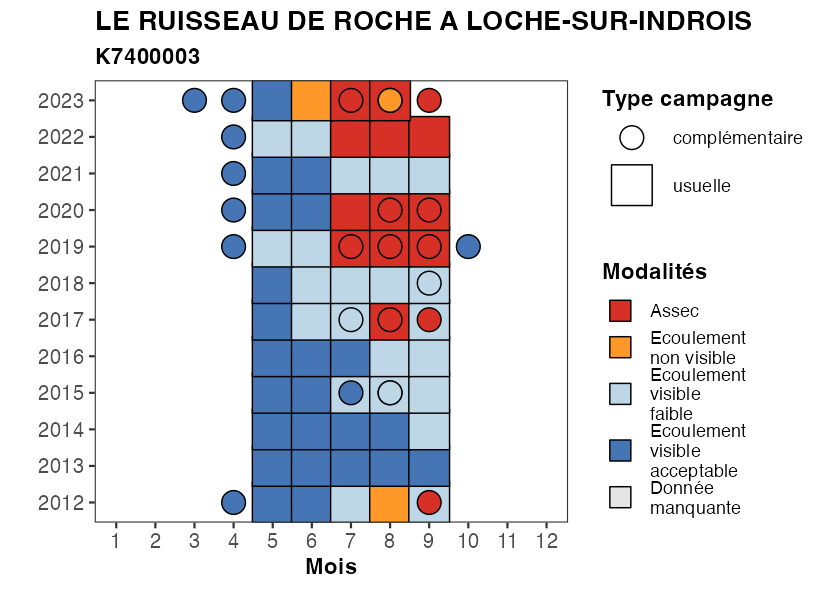 LE RUISSEAU DE ROCHE A LOCHE-SUR-INDROIS
K7400003
2023
2022
2021
2020
2019
2018
2017
2016
2015
2014
2013
2012
1 2 3 4 5 6 7 8 9 10 11 12
Mois
Type campagne
complémentaire
usuelle
Modalités
Assec
Ecoulement
non visible
Ecoulement
visible
faible
Ecoulement
visible
acceptable
Donnée
manquante